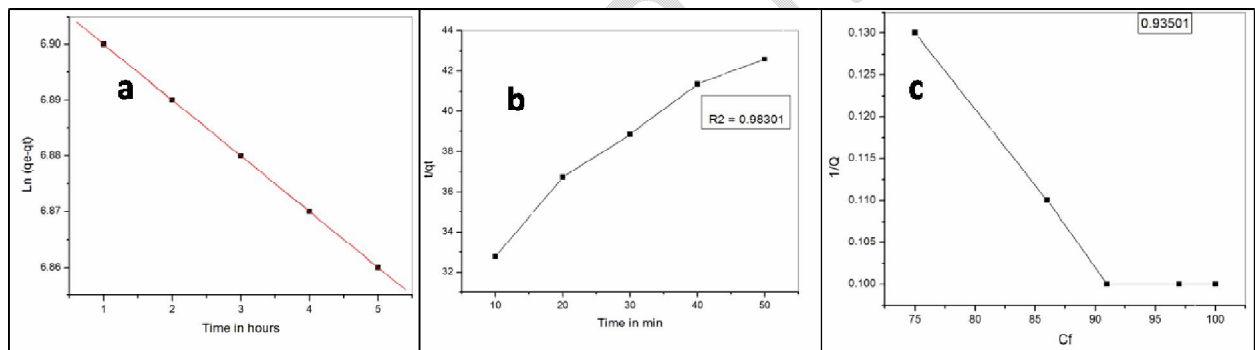 a
Ln (qe-qt)
6.90
6.89
6.88
6.87
6.86
1 2 3 4 5
Time in hours
b
t/qt
44
42
40
38
36
34
32
R2 = 0.98301
10 20 30 40 50
Time in min
c
1/Q
0.93501
0.130
0.125
0.120
0.115
0.110
0.105
0.100
75 80 85 90 95 100
Cf